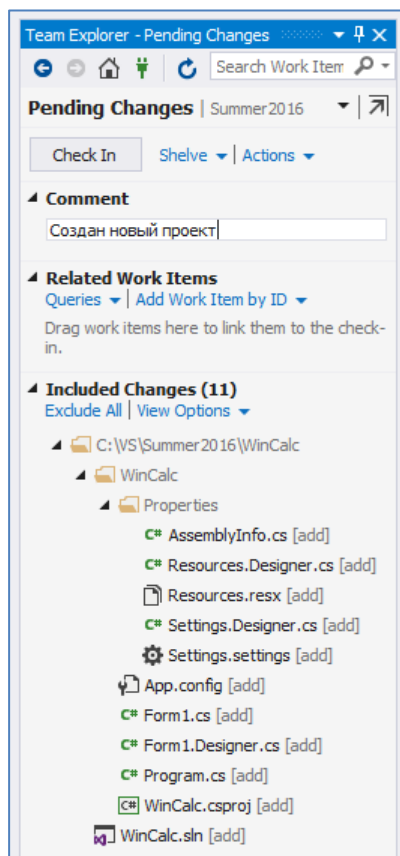 Team Explorer - Pending Changes
Search Work Item
Pending Changes | Summer2016
Check In Shelve | Actions
Comment
Создан новый проект
Related Work Items
Queries | Add Work Item by ID
Drag work items here to link them to the check-
in.
Included Changes (11)
Exclude All | View Options
C:\VS\Summer2016\WinCalc
WinCalc
Properties
C# AssemblyInfo.cs [add]
C# Resources.Designer.cs [add]
Resources.resx [add]
C# Settings.Designer.cs [add]
Settings.settings [add]
App.config [add]
C# Form1.cs [add]
C# Form1.Designer.cs [add]
C# Program.cs [add]
C# WinCalc.csproj [add]
WinCalc.sln [add]